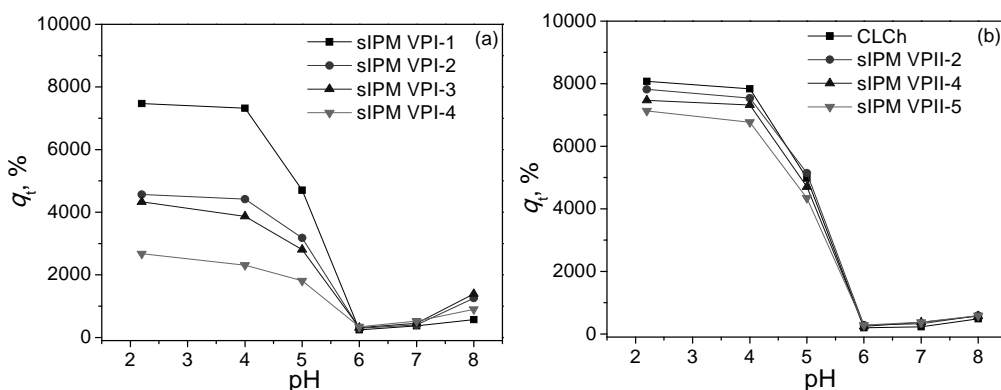 (a)
sIPM VPI-1
sIPM VPI-2
sIPM VPI-3
sIPM VPI-4
10000
8000
6000
4000
2000
0
qt, %
2 3 4 5 6 7 8
pH
(b)
CLCh
sIPM VPII-2
sIPM VPII-4
sIPM VPII-5
10000
8000
6000
4000
2000
0
qt, %
2 3 4 5 6 7 8
pH